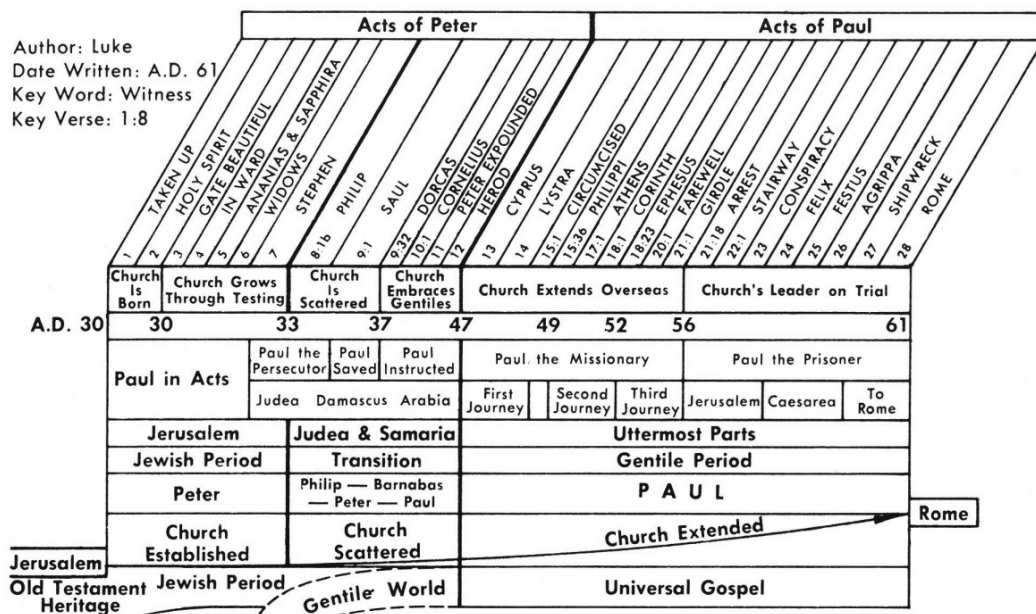 Acts of Peter
Acts of Paul
Author: Luke
Date Written: A.D. 61
Key Word: Witness
Key Verse: 1:8
TAKEN UP
HOLY SPIRIT
GATE BEAUTIFUL
IN WARD
ANANIAS & SAPPHIRA
WIDOWS
STEPHEN
PHILIP
SAUL
DORCAS
CORNELIUS
PETER EXPOUNDED
HEROD
CYPRUS
LYSTRA
CIRCUMCISED
PHILIPPI
ATHENS
CORINTH
EPHESUS
FAREWELL
GIRDLE
ARREST
STAIRWAY
CONSPIRACY
FELIX
FESTUS
AGRIPPA
SHIPWRECK
ROME
1 2 3 4 5 6 7 8:1b 9:1 9:32 10:1 11 12 13 14 15:1 15:36 17:1 18:1 18:23 20:1 21:1 21:18 22:1 23 24 25 26 27 28
Church Is Born
Church Grows Through Testing
Church Is Scattered
Church Embraces Gentiles
Church Extends Overseas
Church's Leader on Trial
A.D. 30 30 33 37 47 49 52 56 61
Paul in Acts
Paul the Persecutor
Paul Saved
Paul Instructed
Paul the Missionary
Paul the Prisoner
Judea Damascus Arabia
First Journey
Second Journey
Third Journey
Jerusalem
Caesarea
To Rome
Jerusalem
Judea & Samaria
Uttermost Parts
Jewish Period
Transition
Gentile Period
Peter
Philip — Barnabas
— Peter — Paul
PAUL
Church Established
Church Scattered
Church Extended
Rome
Jerusalem
Old Testament Heritage
Jewish Period
Gentile World
Universal Gospel